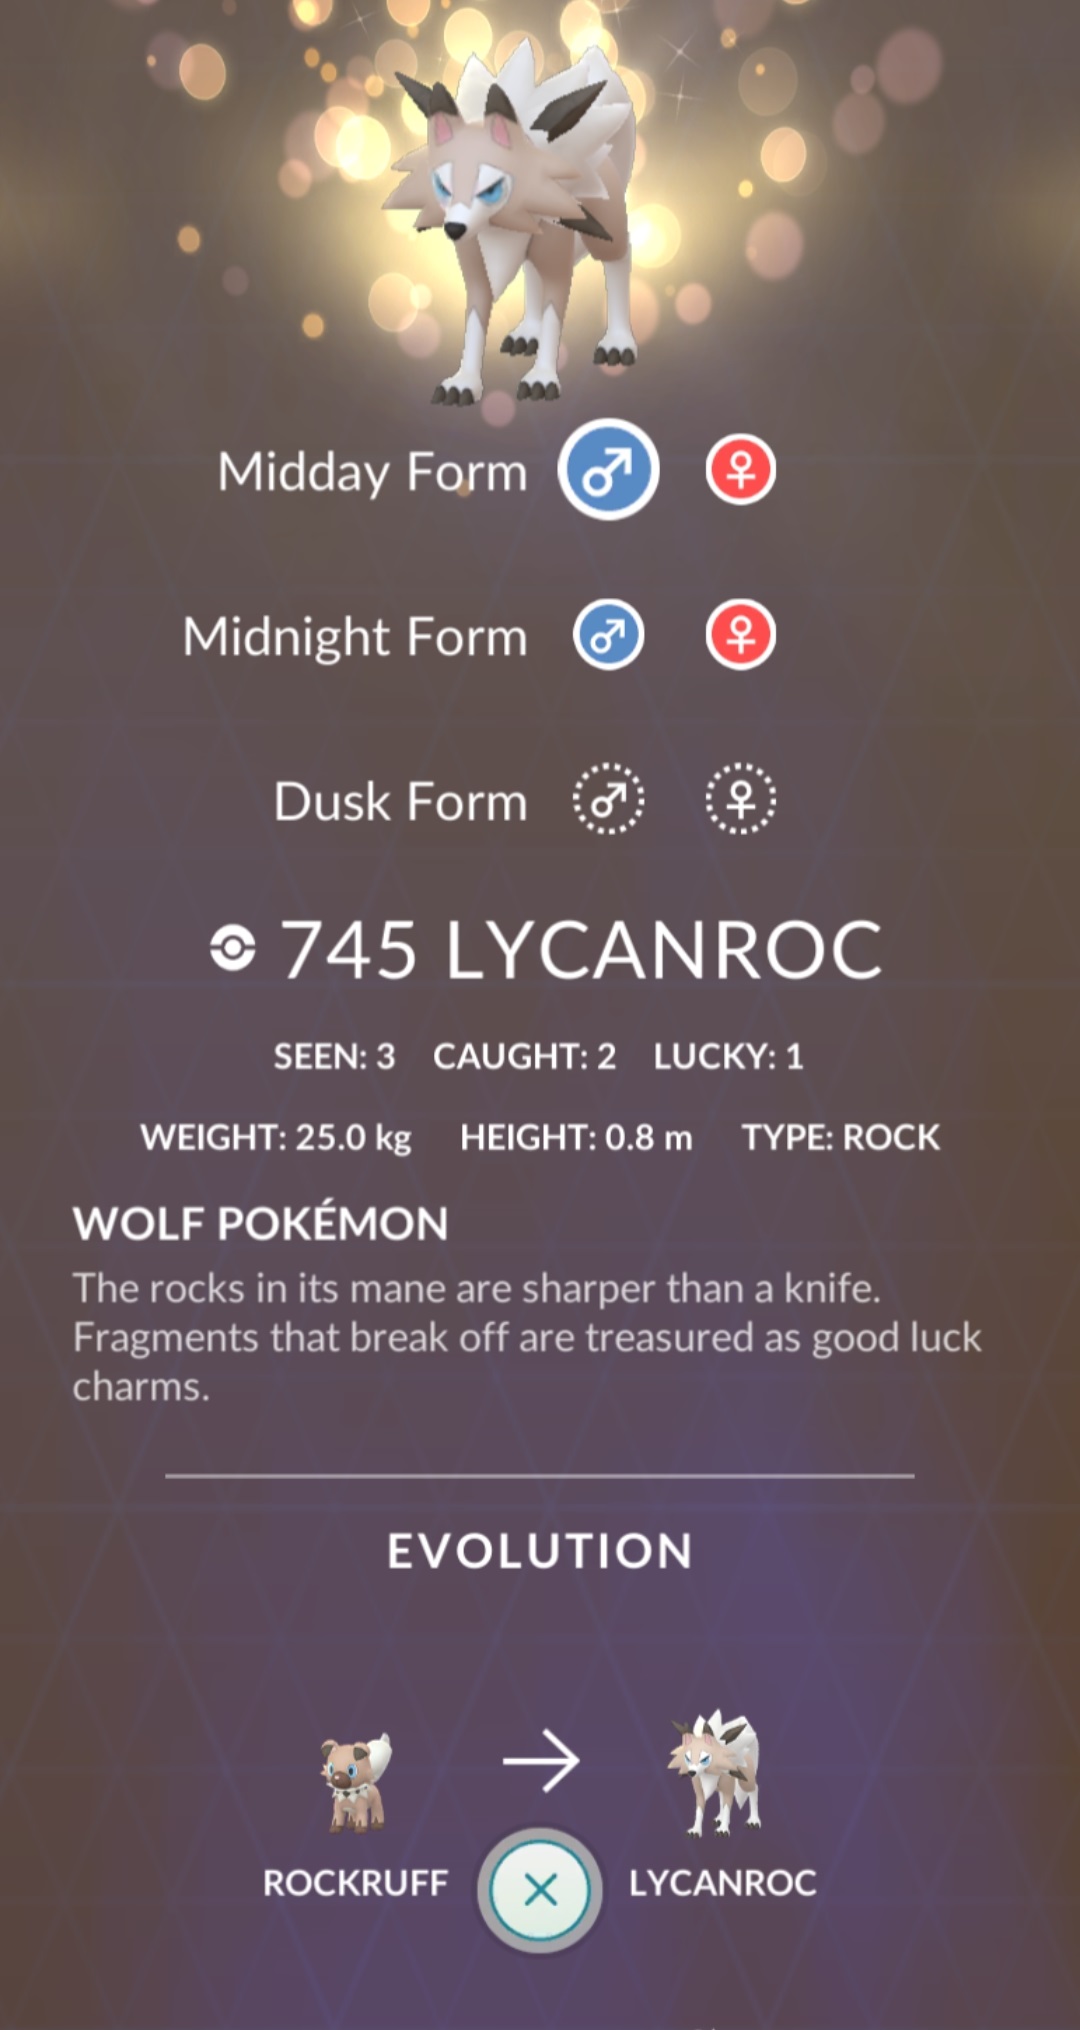 Midday Form ♂ ♀
Midnight Form ♂ ♀
Dusk Form ♂ ♀
745 LYCANROC
SEEN: 3 CAUGHT: 2 LUCKY: 1
WEIGHT: 25.0 kg HEIGHT: 0.8 m TYPE: ROCK
WOLF POKÉMON
The rocks in its mane are sharper than a knife.
Fragments that break off are treasured as good luck
charms.
EVOLUTION
ROCKRUFF LYCANROC